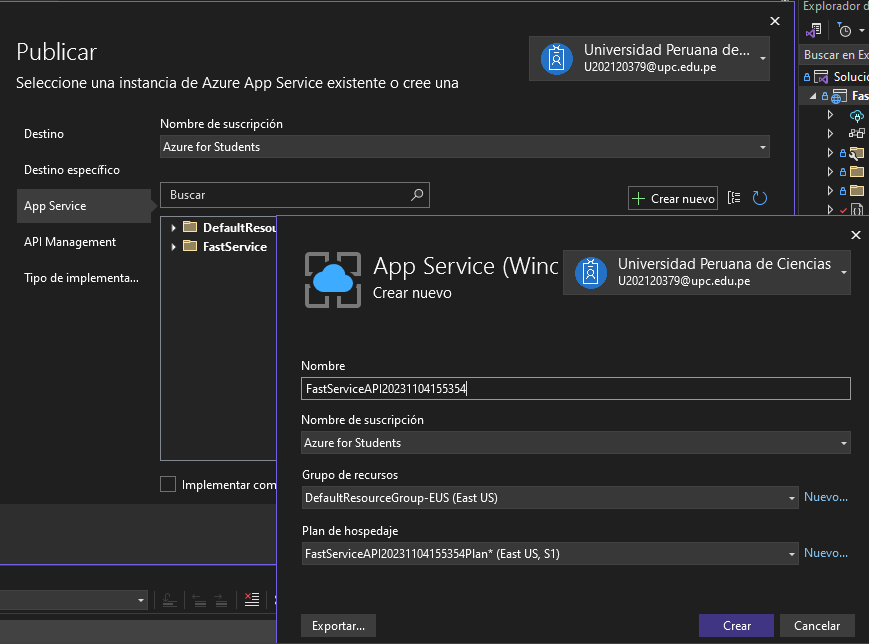 Explorador d
Publicar
Universidad Peruana de...
U202120379@upc.edu.pe
Seleccione una instancia de Azure App Service existente o cree una
Buscar en Ex
Solució
Fas
Destino
Destino específico
App Service
API Management
Tipo de implementa...
Nombre de suscripción
Azure for Students
Buscar
Crear nuevo
DefaultResou
FastService
Implementar com
App Service (Winc
Crear nuevo
Universidad Peruana de Ciencias
U202120379@upc.edu.pe
Nombre
FastServiceAPI20231104155354
Nombre de suscripción
Azure for Students
Grupo de recursos
DefaultResourceGroup-EUS (East US)
Nuevo...
Plan de hospedaje
FastServiceAPI20231104155354Plan* (East US, S1)
Nuevo...
Exportar...
Crear
Cancelar